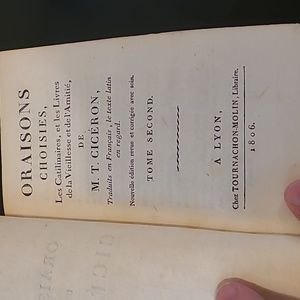 ORAISONS
CHOISIES,
Les Catilinaires, et les Livres
de la Vieillesse et de l'Amitié,
DE
M. T. CICÉRON,
Traduits en Français, le texte latin
en regard.
Nouvelle édition revue et corrigée avec soin.
TOME SECOND.
A LYON,
Chez TOURNACHON-MOLIN, Libraire.
1806.